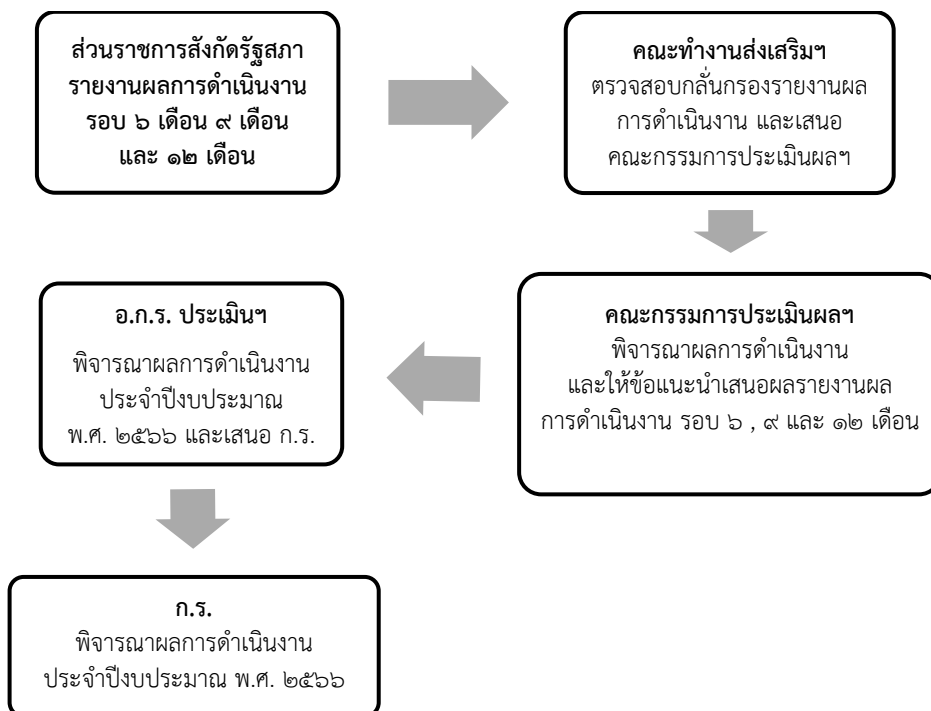 ส่วนราชการสังกัดรัฐสภา
รายงานผลการดำเนินงาน
รอบ ๖ เดือน ๙ เดือน
และ ๑๒ เดือน
คณะทำงานส่งเสริมฯ
ตรวจสอบกลั่นกรองรายงานผล
การดำเนินงาน และเสนอ
คณะกรรมการประเมินผลฯ
คณะกรรมการประเมินผลฯ
พิจารณาผลการดำเนินงาน
และให้ข้อแนะนำเสนอผลรายงานผล
การดำเนินงาน รอบ ๖ , ๙ และ ๑๒ เดือน
อ.ก.ร. ประเมินฯ
พิจารณาผลการดำเนินงาน
ประจำปีงบประมาณ
พ.ศ. ๒๕๖๖ และเสนอ ก.ร.
ก.ร.
พิจารณาผลการดำเนินงาน
ประจำปีงบประมาณ พ.ศ. ๒๕๖๖